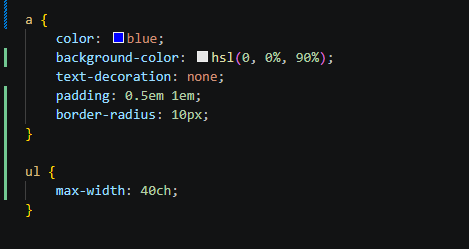 a {
    color: blue;
    background-color: hsl(0, 0%, 90%);
    text-decoration: none;
    padding: 0.5em 1em;
    border-radius: 10px;
}
ul {
    max-width: 40ch;
}